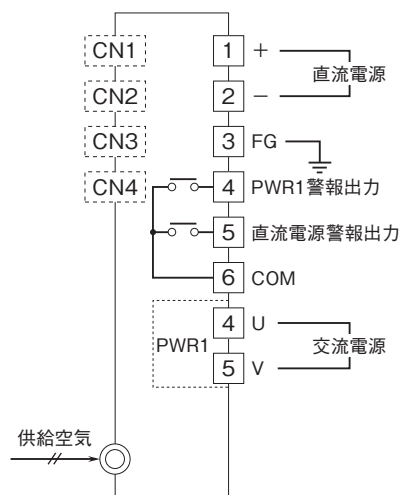 CN1 1 +
直流電源
CN2 2 −
CN3 3 FG
CN4 4 PWR1警報出力
5 直流電源警報出力
6 COM
PWR1
4 U
交流電源
5 V
供給空気